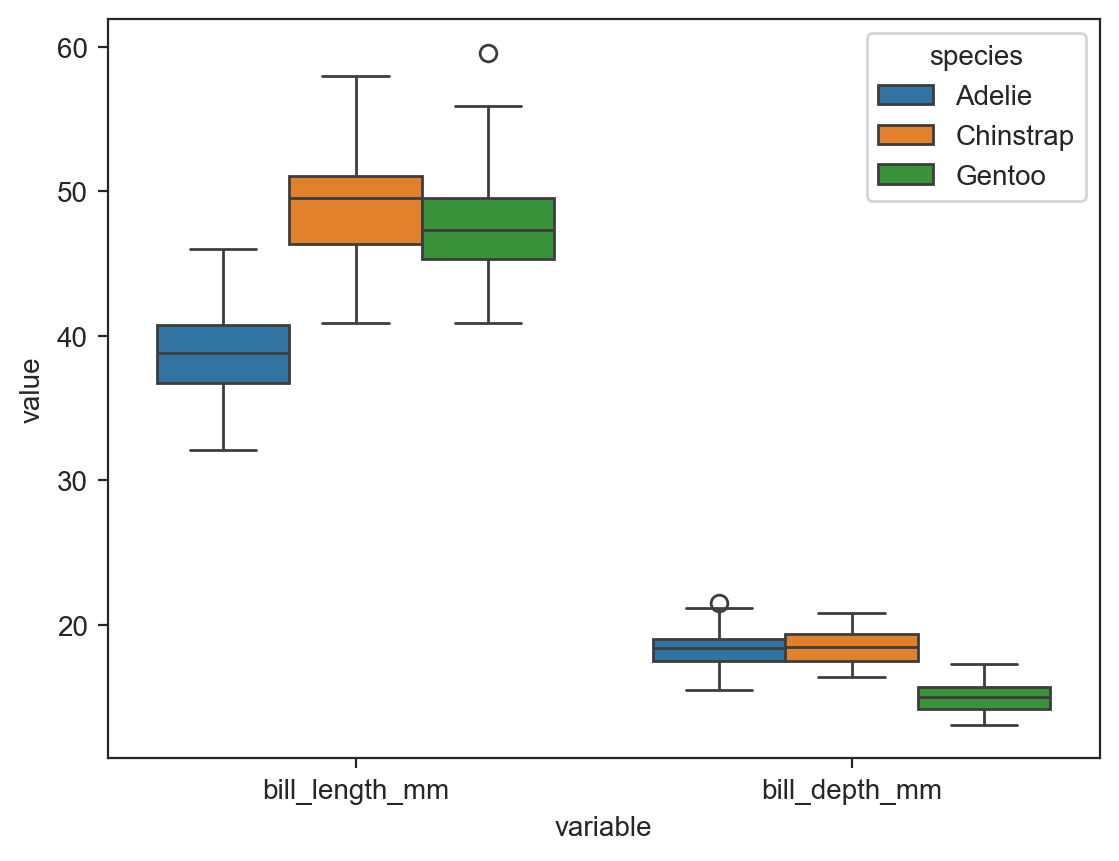 60
50
40
30
20
value
species
Adelie
Chinstrap
Gentoo
bill_length_mm
bill_depth_mm
variable